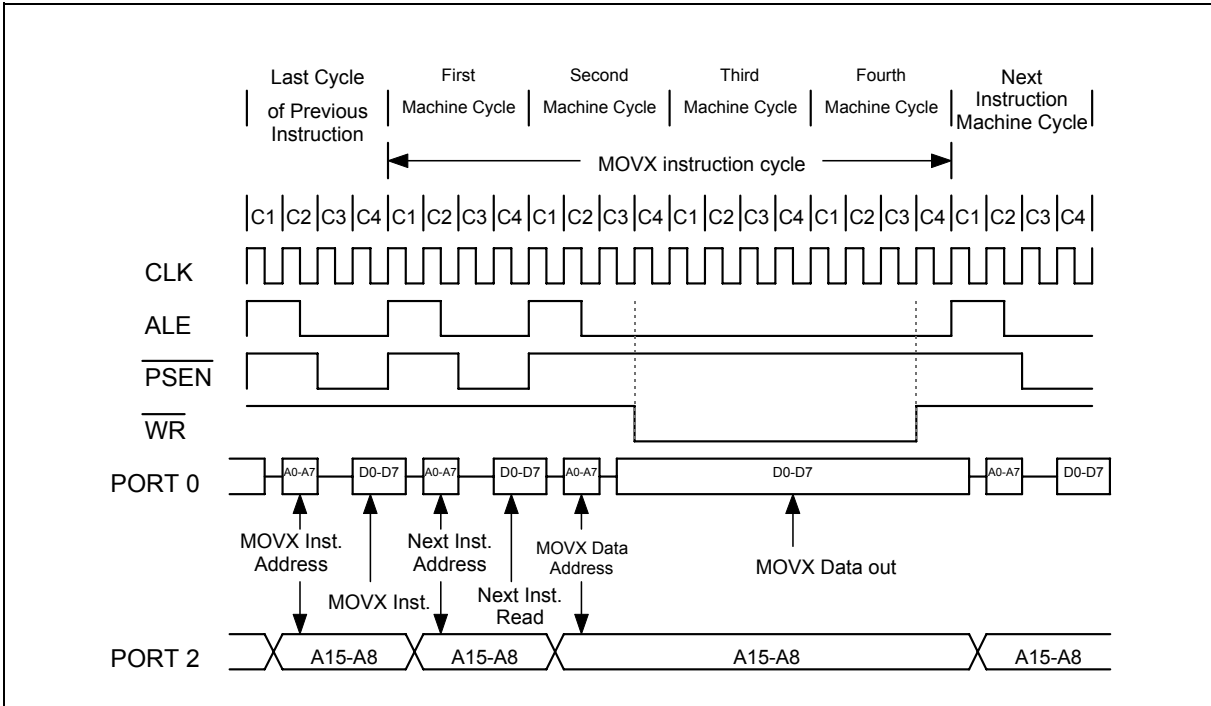 Last Cycle
of Previous
Instruction
First
Machine Cycle
Second
Machine Cycle
Third
Machine Cycle
Fourth
Machine Cycle
Next
Instruction
Machine Cycle
MOVX instruction cycle
C1 C2 C3 C4 C1 C2 C3 C4 C1 C2 C3 C4 C1 C2 C3 C4 C1 C2 C3 C4 C1 C2 C3 C4
CLK
ALE
PSEN
WR
PORT 0
A0-A7 D0-D7 A0-A7 D0-D7 A0-A7 D0-D7 A0-A7 D0-D7
MOVX Inst.
Address
MOVX Inst.
Next Inst.
Address
Next Inst.
Read
MOVX Data
Address
MOVX Data out
PORT 2
A15-A8 A15-A8 A15-A8 A15-A8